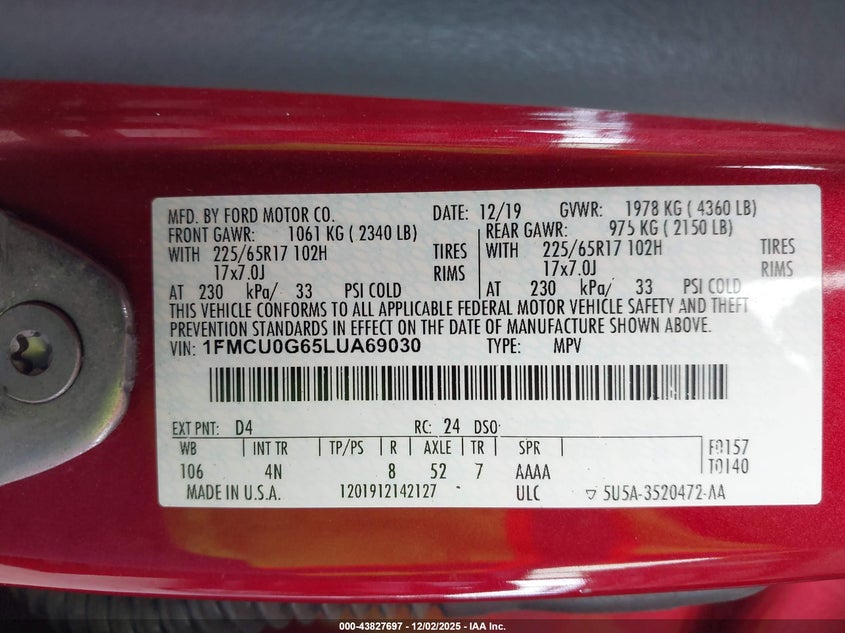 MFD. BY FORD MOTOR CO. DATE: 12/19 GVWR: 1978 KG ( 4360 LB)
FRONT GAWR: 1061 KG ( 2340 LB) REAR GAWR: 975 KG ( 2150 LB)
WITH 225/65R17 102H TIRES WITH 225/65R17 102H TIRES
17x7.0J RIMS 17x7.0J RIMS
AT 230 kPa/ 33 PSI COLD AT 230 kPa/ 33 PSI COLD
THIS VEHICLE CONFORMS TO ALL APPLICABLE FEDERAL MOTOR VEHICLE SAFETY AND THEFT
PREVENTION STANDARDS IN EFFECT ON THE DATE OF MANUFACTURE SHOWN ABOVE.
VIN: 1FMCU0G65LUA69030 TYPE: MPV
EXT PNT: D4 RC: 24 DSO:
WB INT TR TP/PS R AXLE TR SPR F0157
106 4N 8 52 7 AAAA T0140
MADE IN U.S.A. 1201912142127 ULC ▽ 5U5A-3520472-AA
000-43827697 - 12/02/2025 - IAA Inc.